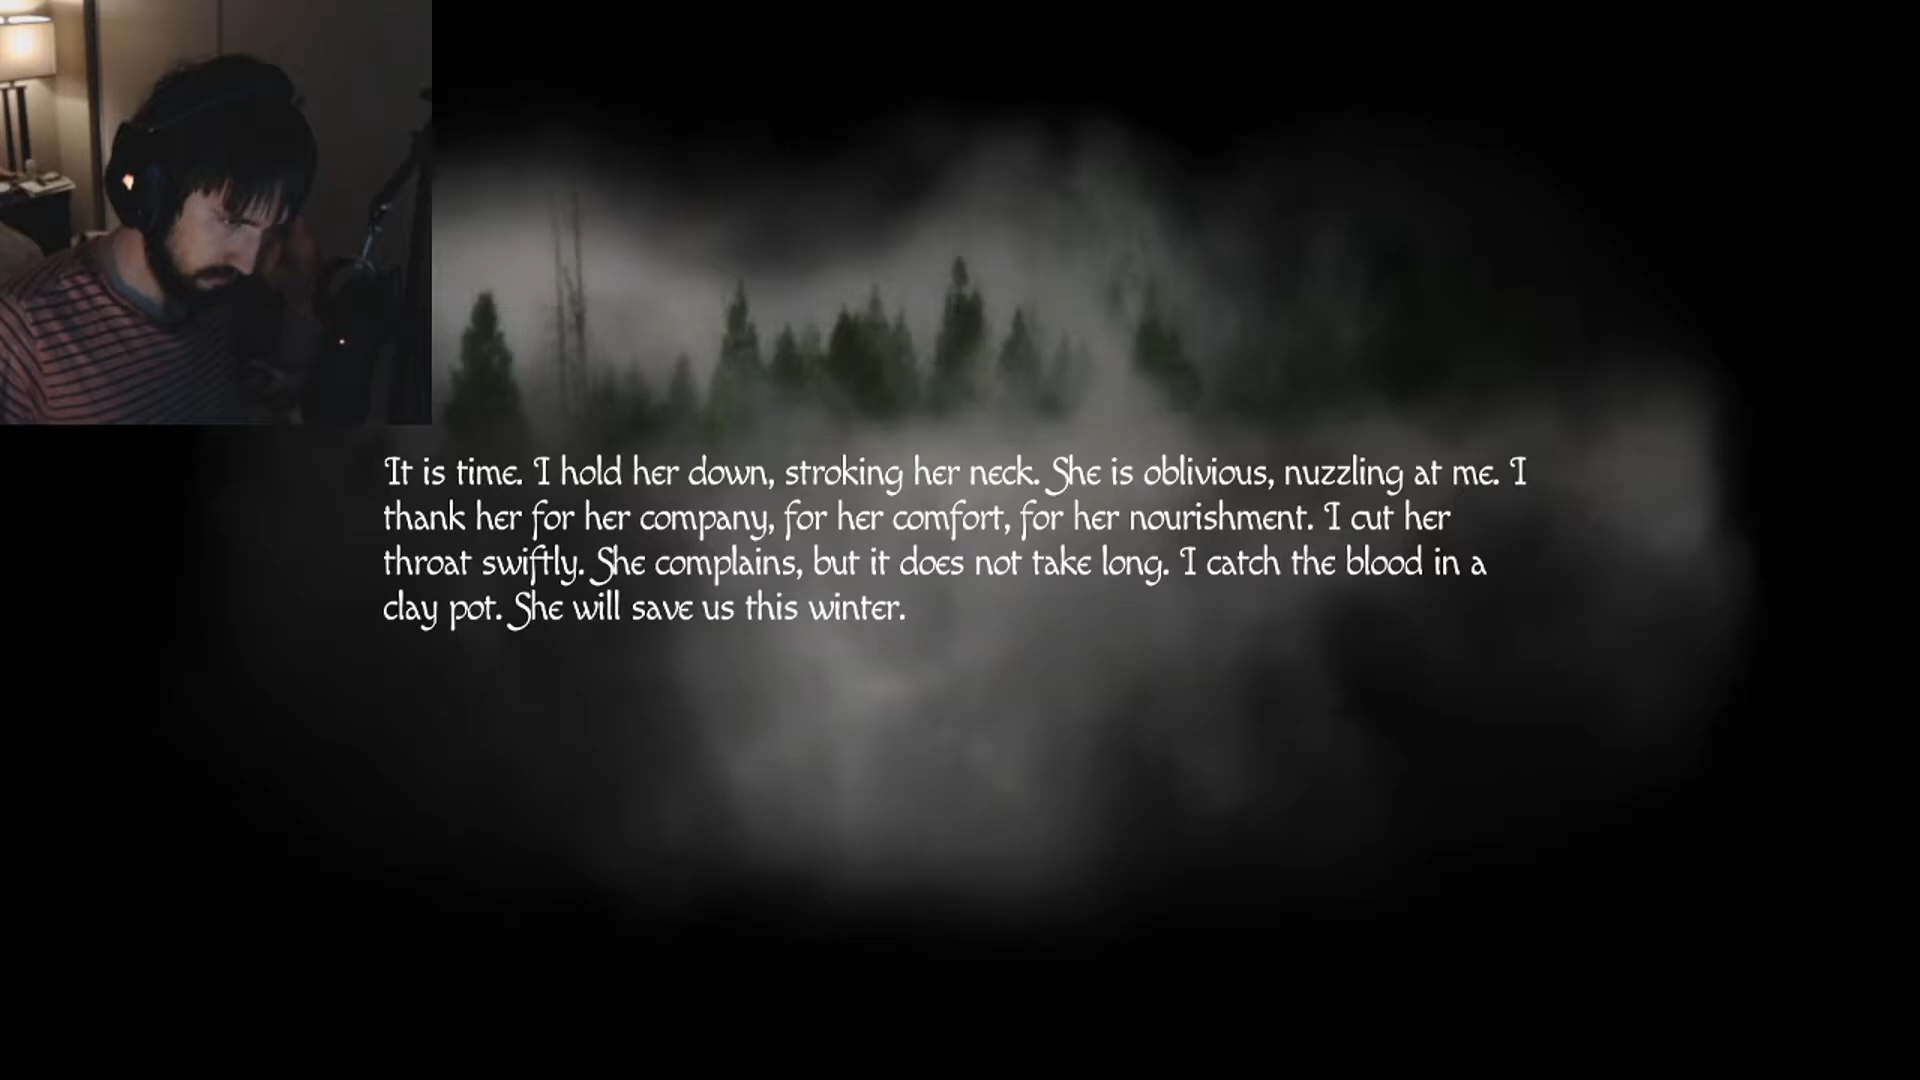 It is time. I hold her down, stroking her neck. She is oblivious, nuzzling at me. I
thank her for her company, for her comfort, for her nourishment. I cut her
throat swiftly. She complains, but it does not take long. I catch the blood in a
clay pot. She will save us this winter.